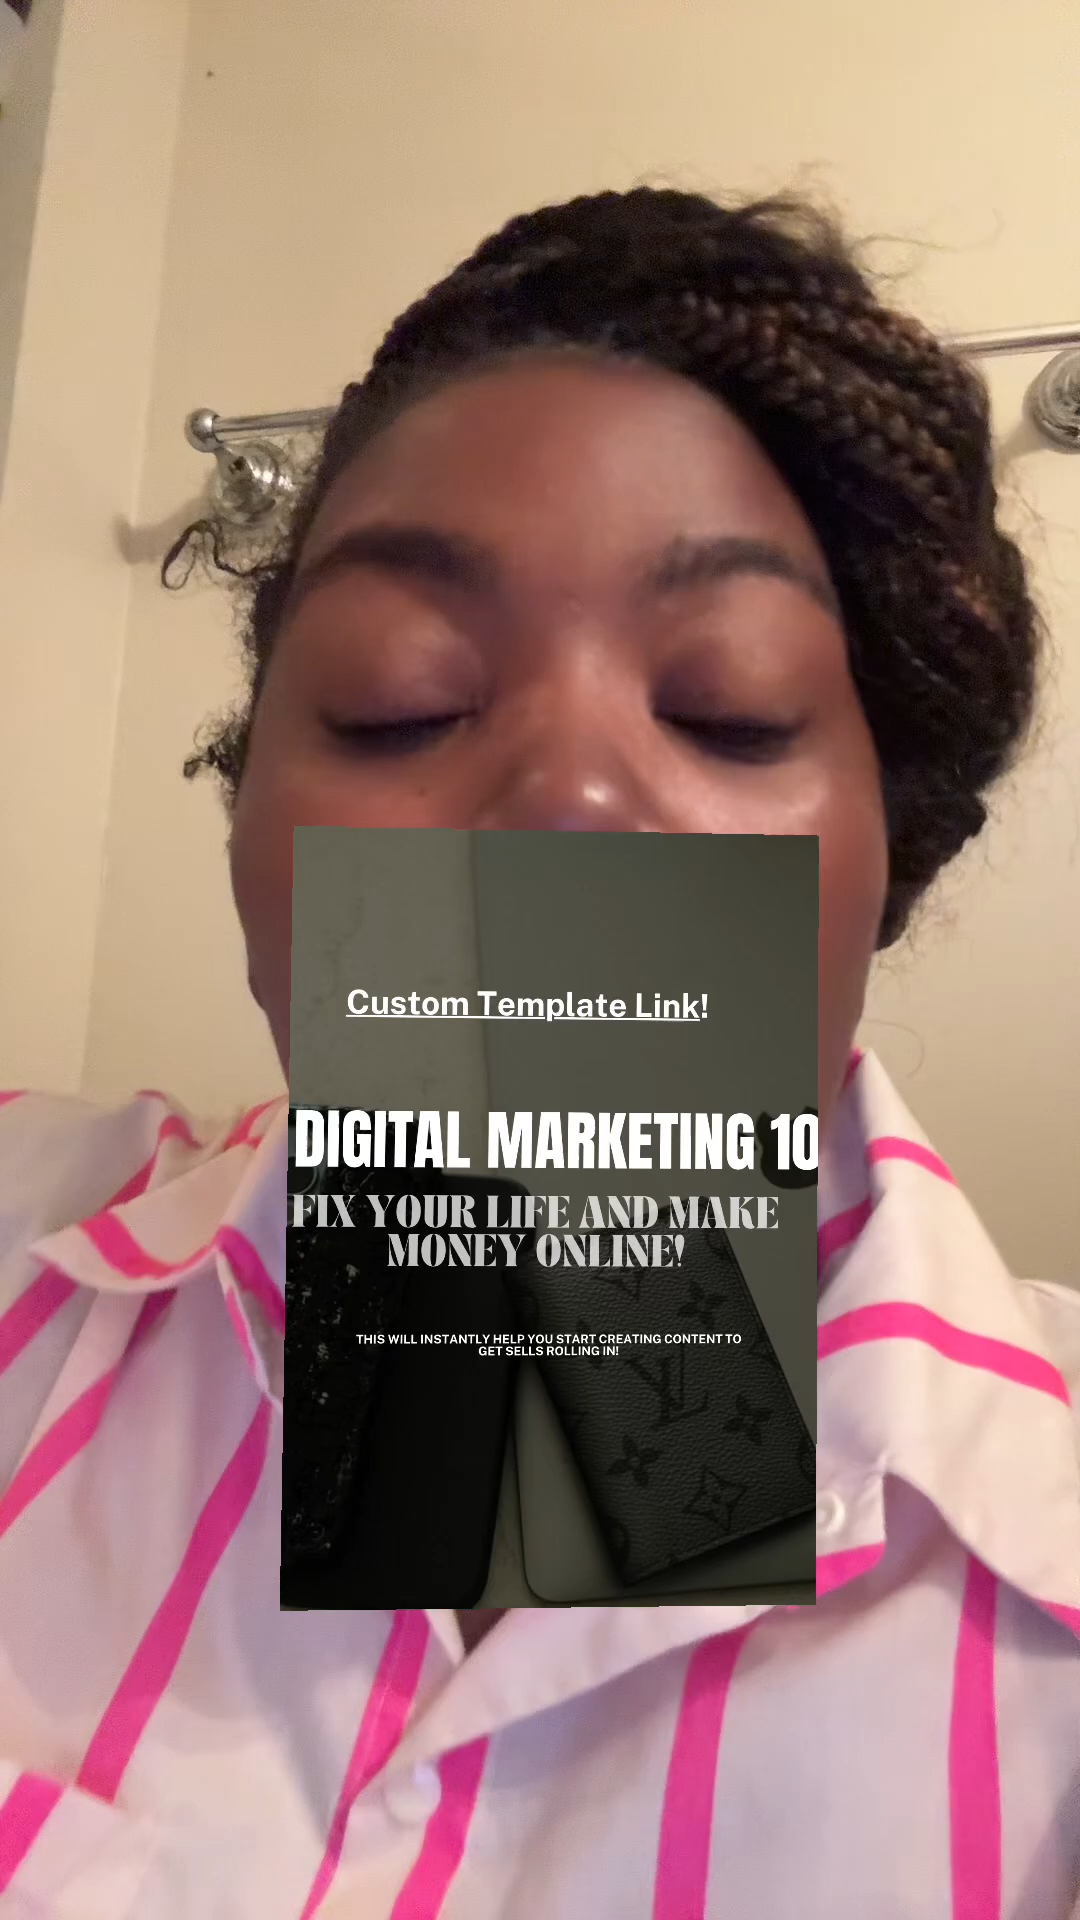 Custom Template Link!
DIGITAL MARKETING 10
FIX YOUR LIFE AND MAKE
MONEY ONLINE!
THIS WILL INSTANTLY HELP YOU START CREATING CONTENT TO
GET SELLS ROLLING IN!